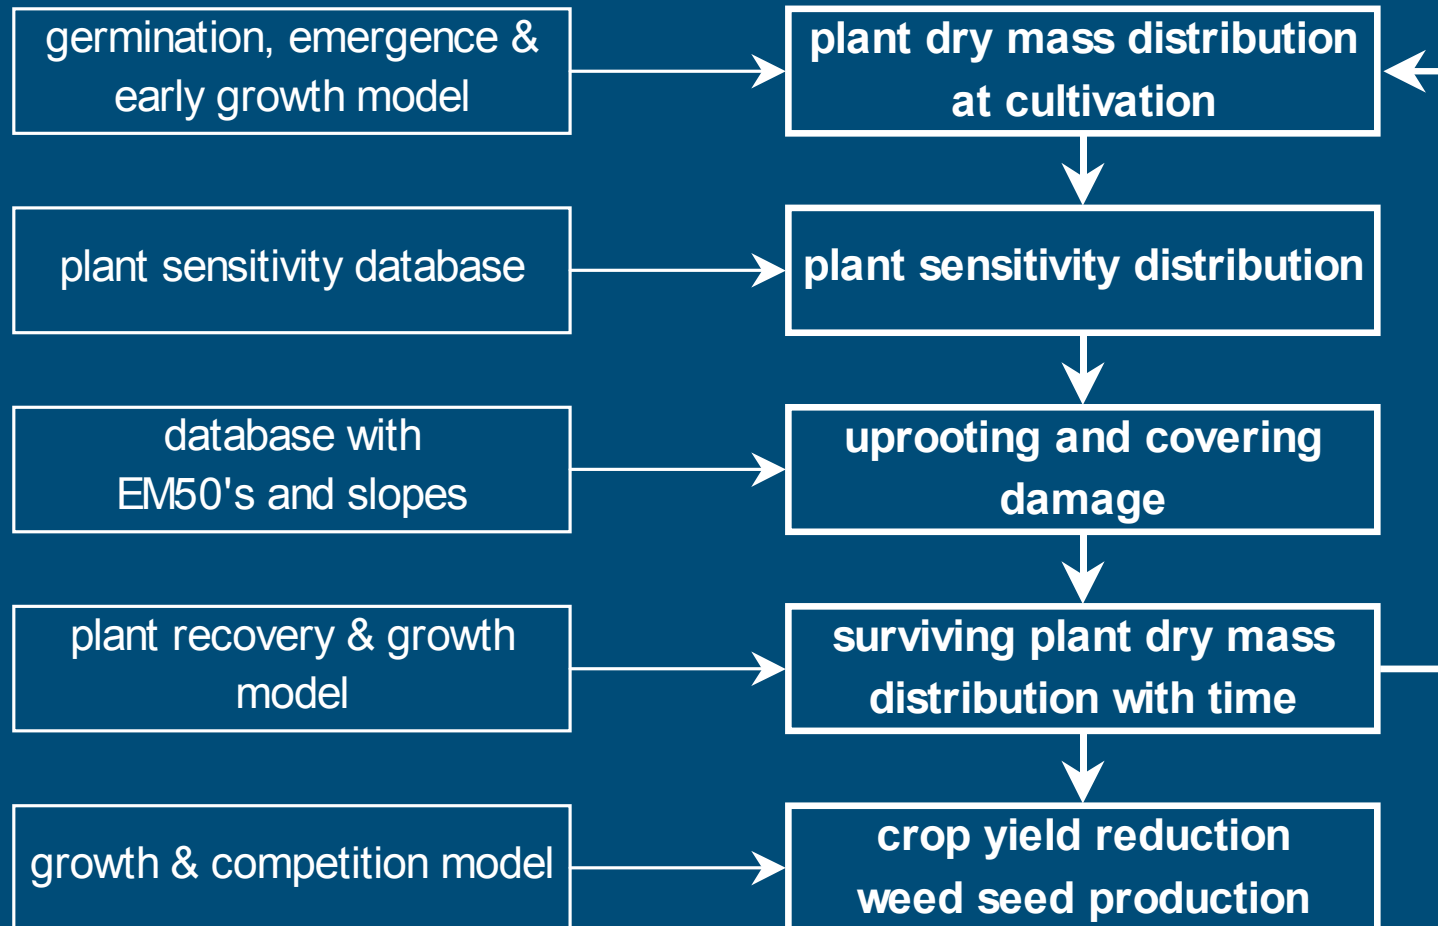 germination, emergence &
early growth model
plant dry mass distribution
at cultivation
plant sensitivity database
plant sensitivity distribution
database with
EM50's and slopes
uprooting and covering
damage
plant recovery & growth
model
surviving plant dry mass
distribution with time
growth & competition model
crop yield reduction
weed seed production